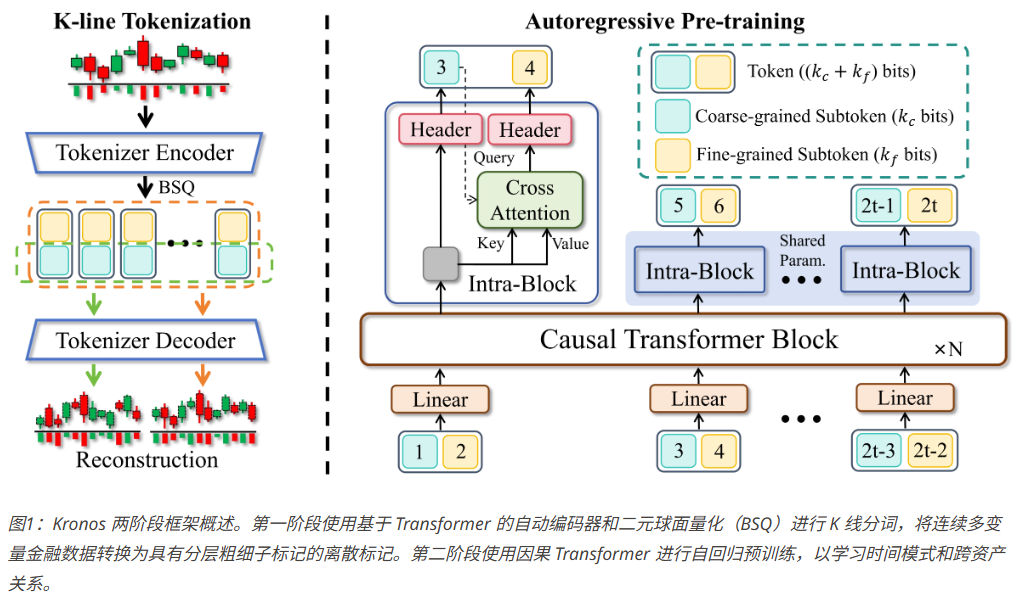 K-line Tokenization
Tokenizer Encoder
BSQ
Tokenizer Decoder
Reconstruction
Autoregressive Pre-training
3 4
Header Header
Query
Cross
Attention
Key Value
Intra-Block
Token ((k_c + k_f) bits)
Coarse-grained Subtoken (k_c bits)
Fine-grained Subtoken (k_f bits)
5 6 2t-1 2t
Shared
Param.
Intra-Block Intra-Block
Causal Transformer Block
×N
Linear Linear Linear
1 2 3 4 2t-3 2t-2
图1：Kronos 两阶段框架概述。第一阶段使用基于 Transformer 的自动编码器和二元球面量化（BSQ）进行 K 线分词，将连续多变
量金融数据转换为具有分层粗细子标记的离散标记。第二阶段使用因果 Transformer 进行自回归预训练，以学习时间模式和跨资产
关系。